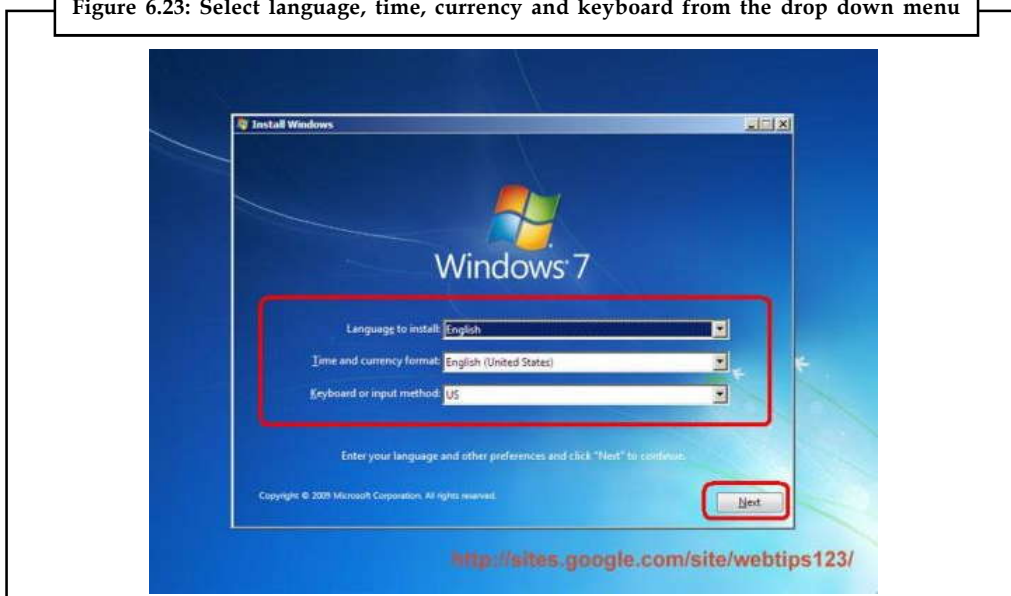 Figure 6.23: Select language, time, currency and keyboard from the drop down menu
Install Windows
Windows 7
Language to install: English
Time and currency format: English (United States)
Keyboard or input method: US
Enter your language and other preferences and click "Next" to continue.
Copyright © 2009 Microsoft Corporation. All rights reserved.
Next
http://sites.google.com/site/webtips123/